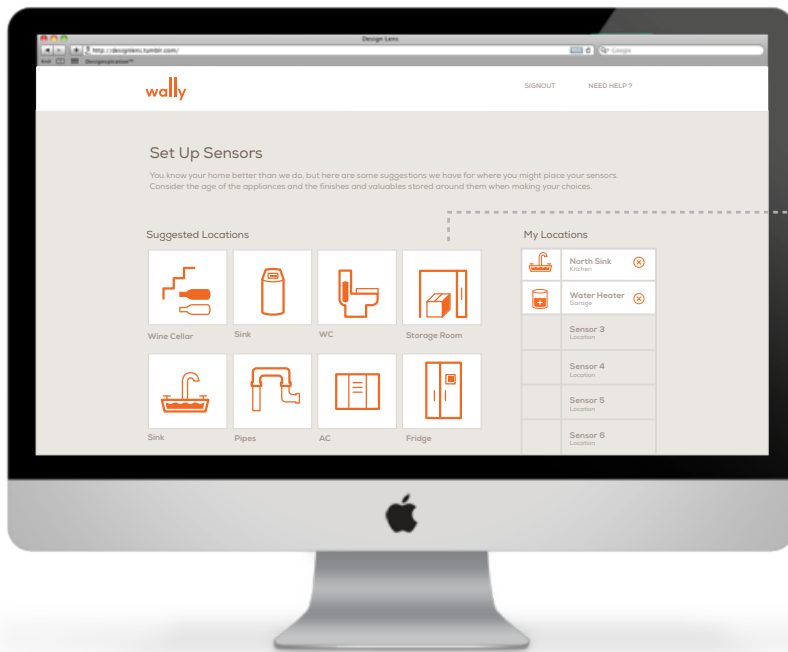 Design Lens
http://designlens.tumblr.com/
Google
Designspiration™
wally
SIGNOUT
NEED HELP ?
Set Up Sensors
You know your home better than we do, but here are some suggestions we have for where you might place your sensors.
Consider the age of the appliances and the finishes and valuables stored around them when making your choices.
Suggested Locations
Wine Cellar
Sink
WC
Storage Room
Sink
Pipes
AC
Fridge
My Locations
North Sink
Kitchen
Water Heater
Garage
Sensor 3
Location
Sensor 4
Location
Sensor 5
Location
Sensor 6
Location